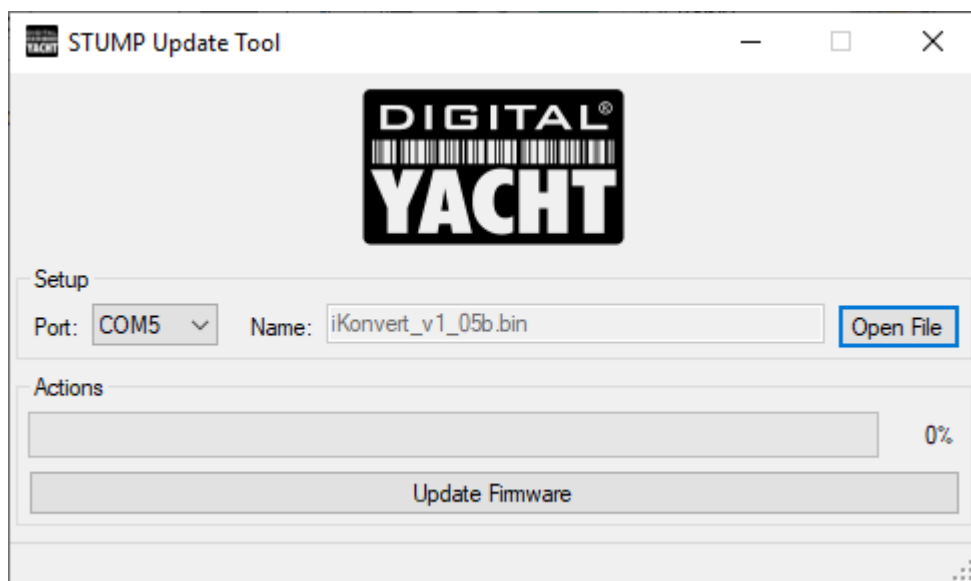 STUMP Update Tool
DIGITAL®
YACHT
Setup
Port: COM5 Name: iKonvert_v1_05b.bin Open File
Actions
0%
Update Firmware